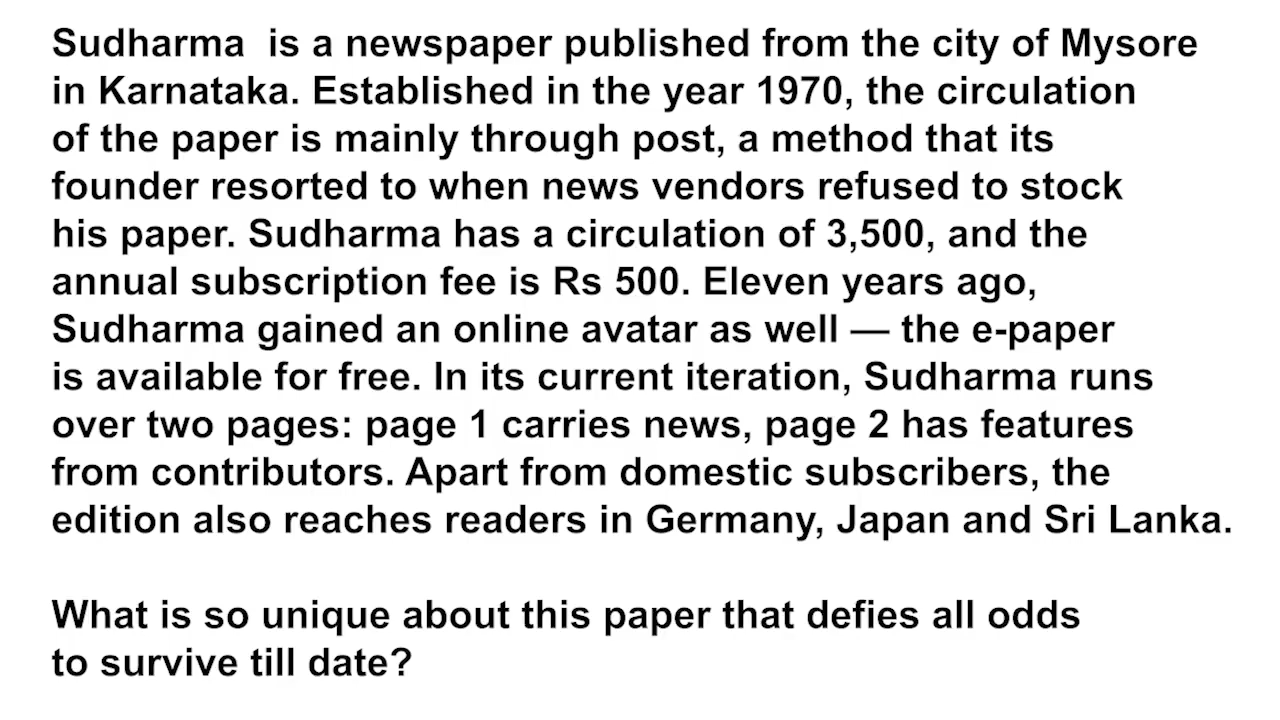 Sudharma  is a newspaper published from the city of Mysore
in Karnataka. Established in the year 1970, the circulation
of the paper is mainly through post, a method that its
founder resorted to when news vendors refused to stock
his paper. Sudharma has a circulation of 3,500, and the
annual subscription fee is Rs 500. Eleven years ago,
Sudharma gained an online avatar as well — the e-paper
is available for free. In its current iteration, Sudharma runs
over two pages: page 1 carries news, page 2 has features
from contributors. Apart from domestic subscribers, the
edition also reaches readers in Germany, Japan and Sri Lanka.

What is so unique about this paper that defies all odds
to survive till date?